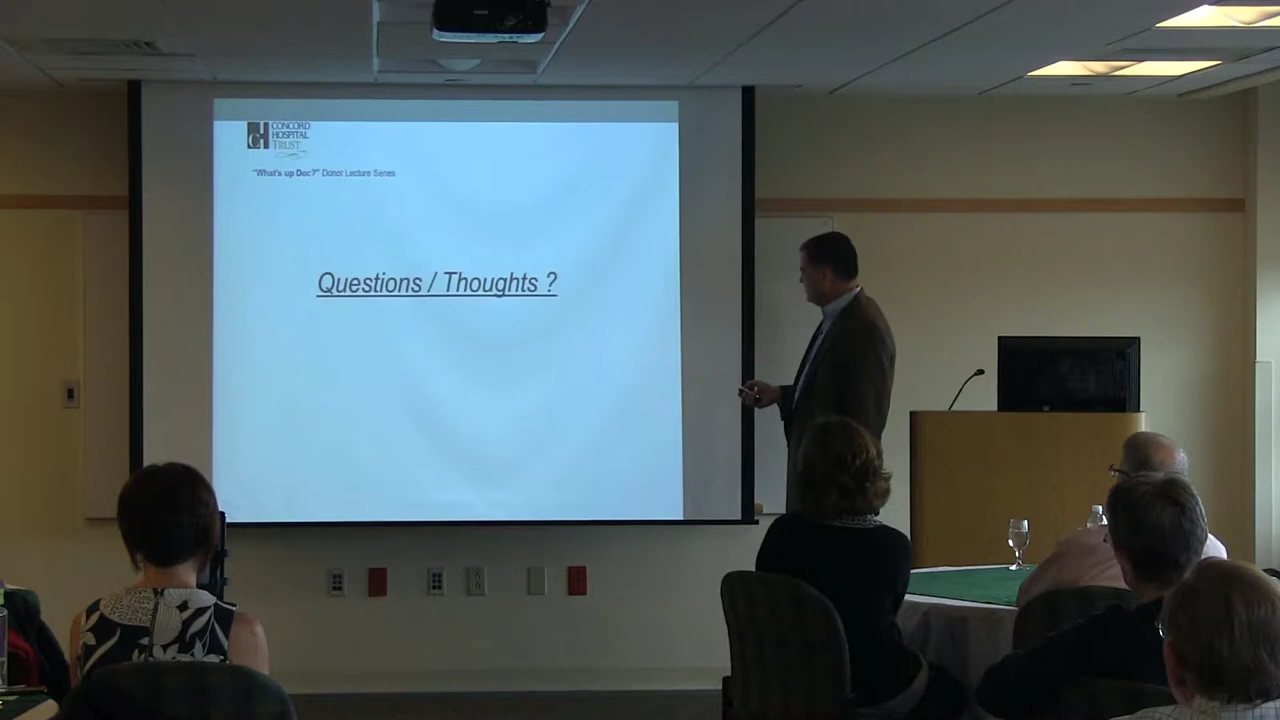 CONCORD
HOSPITAL
TRUST
"What's up Doc?" Donor Lecture Series
Questions / Thoughts ?